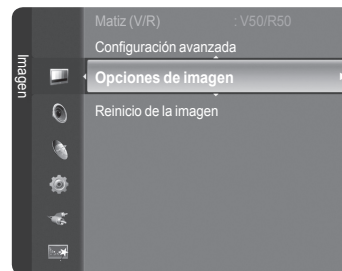 Imagen
Matiz (V/R) : V50/R50
Configuración avanzada
Opciones de imagen
Reinicio de la imagen